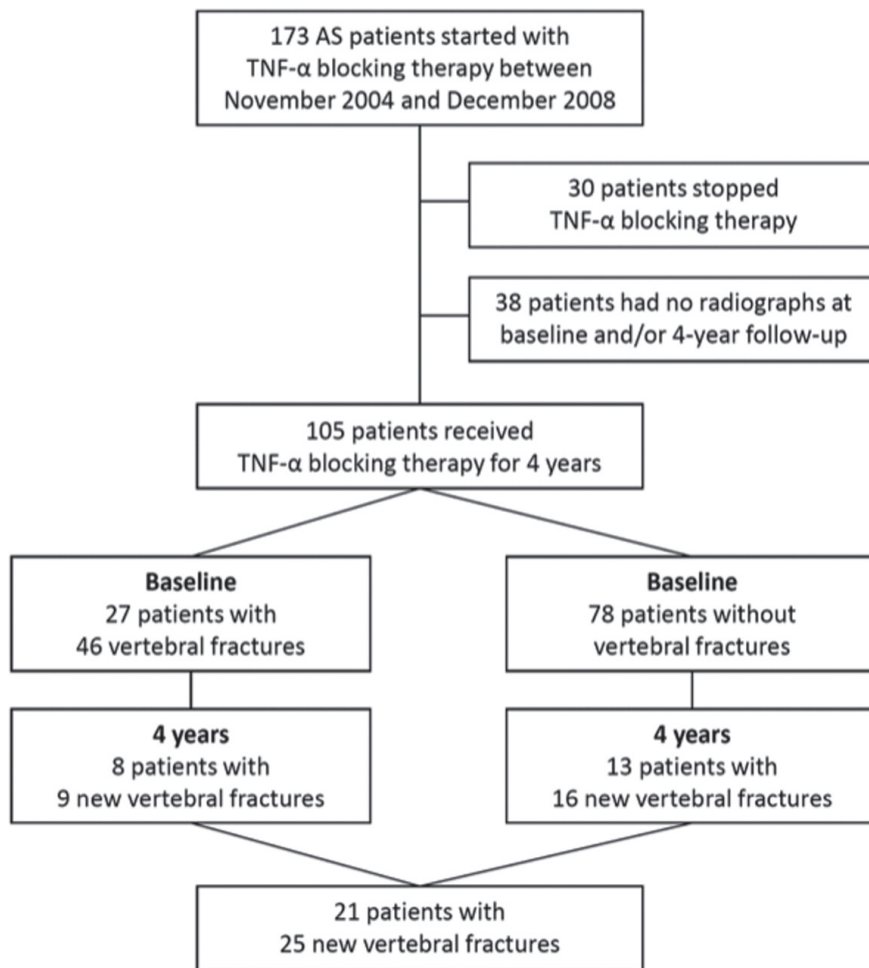 173 AS patients started with
TNF-α blocking therapy between
November 2004 and December 2008
30 patients stopped
TNF-α blocking therapy
38 patients had no radiographs at
baseline and/or 4-year follow-up
105 patients received
TNF-α blocking therapy for 4 years
Baseline
27 patients with
46 vertebral fractures
Baseline
78 patients without
vertebral fractures
4 years
8 patients with
9 new vertebral fractures
4 years
13 patients with
16 new vertebral fractures
21 patients with
25 new vertebral fractures